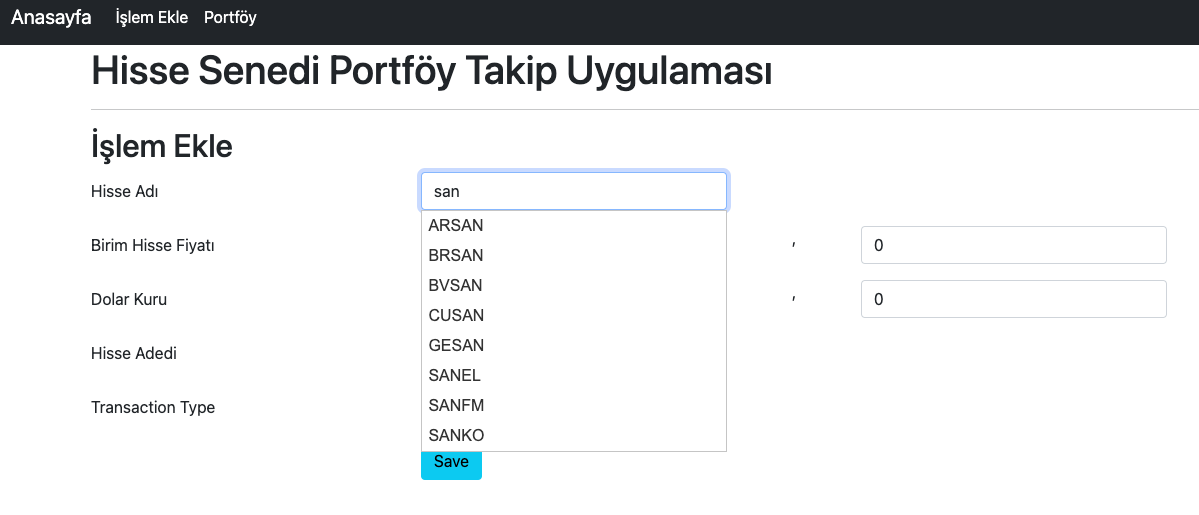 Anasayfa İşlem Ekle Portföy
Hisse Senedi Portföy Takip Uygulaması
İşlem Ekle
Hisse Adı san
ARSAN
Birim Hisse Fiyatı , 0
BRSAN
BVSAN
Dolar Kuru , 0
CUSAN
GESAN
Hisse Adedi
SANEL
Transaction Type
SANFM
SANKO
Save